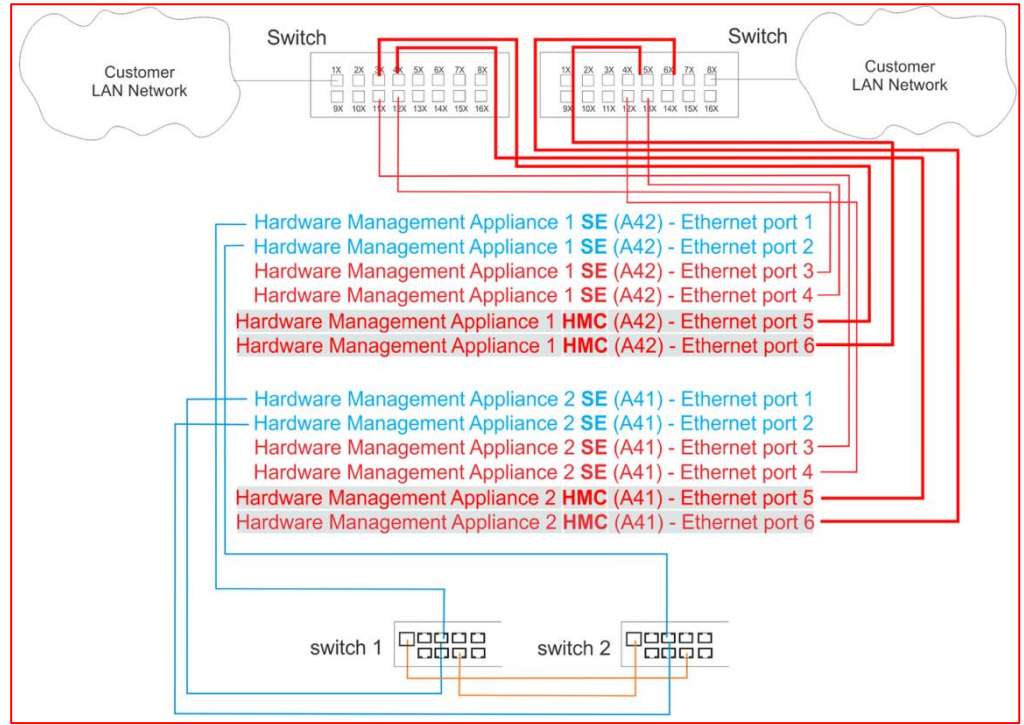 Switch
Switch
Customer
LAN Network
Customer
LAN Network
1X 2X 3X 4X 5X 6X 7X 8X
9X 10X 11X 12X 13X 14X 15X 16X
1X 2X 3X 4X 5X 6X 7X 8X
9X 10X 11X 12X 13X 14X 15X 16X
Hardware Management Appliance 1 SE (A42) - Ethernet port 1
Hardware Management Appliance 1 SE (A42) - Ethernet port 2
Hardware Management Appliance 1 SE (A42) - Ethernet port 3
Hardware Management Appliance 1 SE (A42) - Ethernet port 4
Hardware Management Appliance 1 HMC (A42) - Ethernet port 5
Hardware Management Appliance 1 HMC (A42) - Ethernet port 6
Hardware Management Appliance 2 SE (A41) - Ethernet port 1
Hardware Management Appliance 2 SE (A41) - Ethernet port 2
Hardware Management Appliance 2 SE (A41) - Ethernet port 3
Hardware Management Appliance 2 SE (A41) - Ethernet port 4
Hardware Management Appliance 2 HMC (A41) - Ethernet port 5
Hardware Management Appliance 2 HMC (A41) - Ethernet port 6
switch 1
switch 2